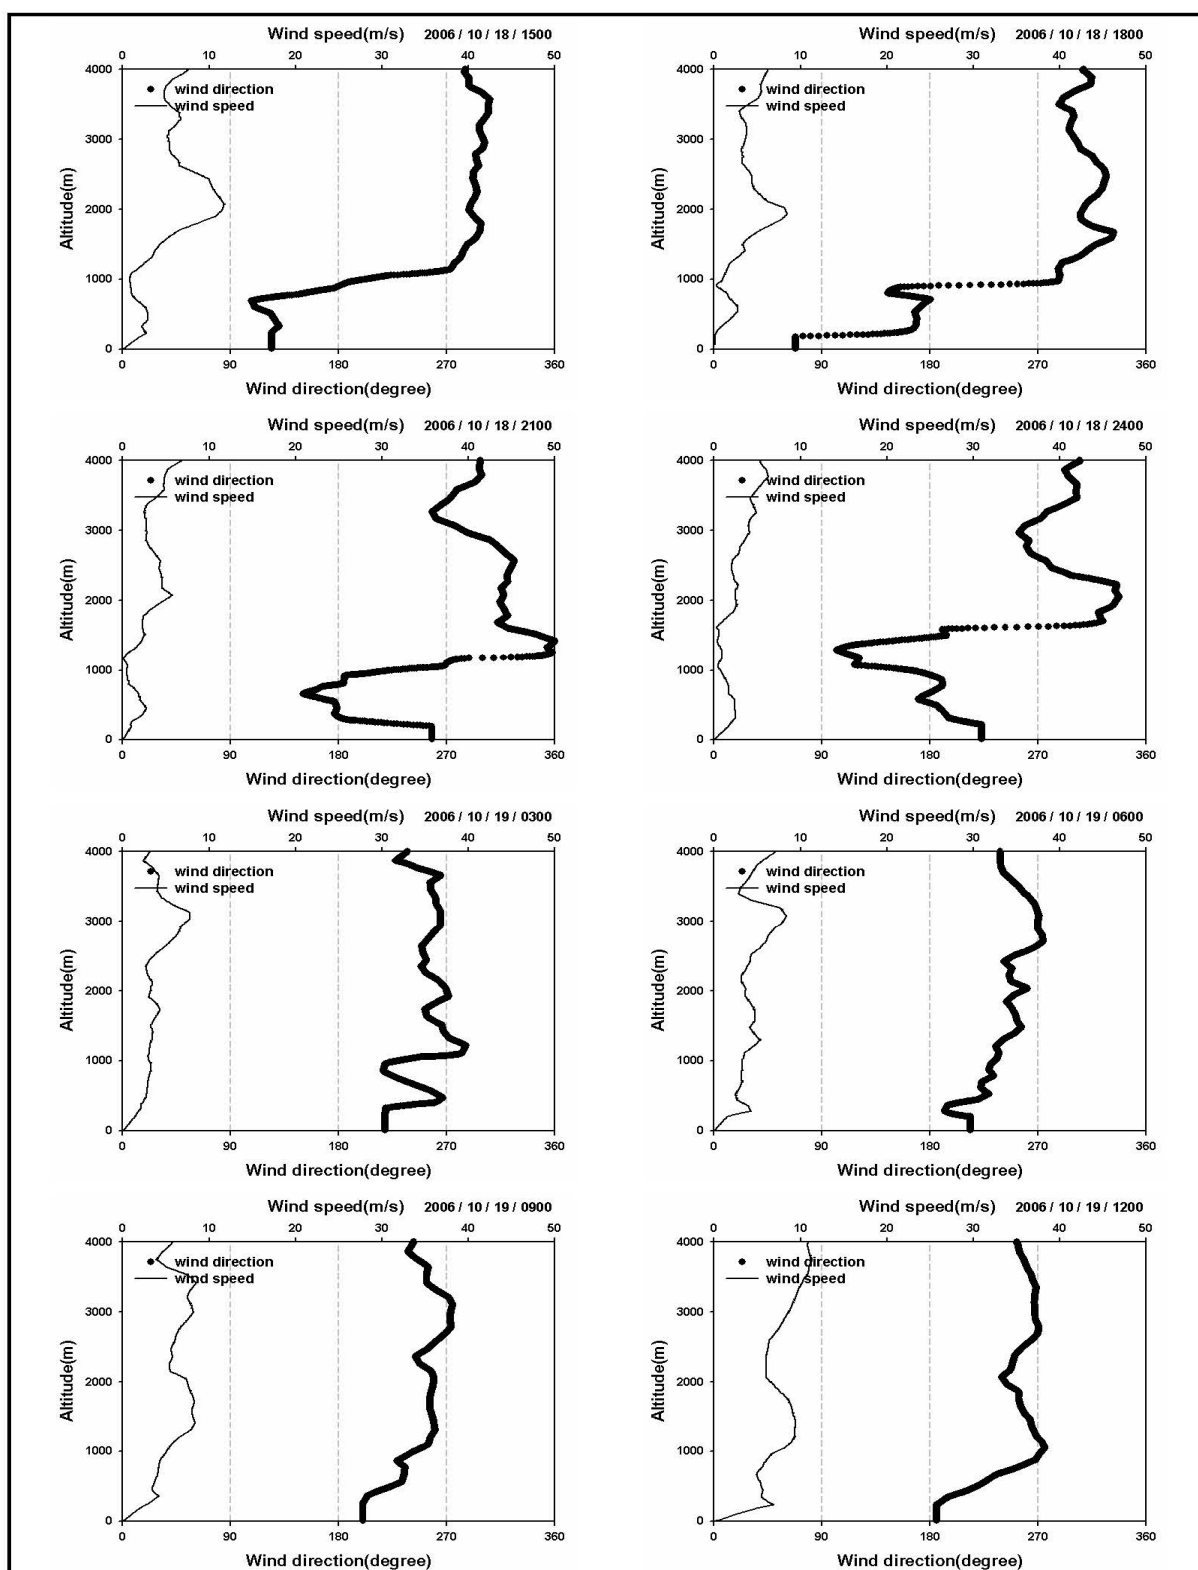 Wind speed(m/s) 2006 / 10 / 18 / 1500
0 10 20 30 40 50
4000
wind direction
wind speed
3000
Altitude(m)
2000
1000
0
0 90 180 270 360
Wind direction(degree)
Wind speed(m/s) 2006 / 10 / 18 / 1800
0 10 20 30 40 50
4000
wind direction
wind speed
3000
Altitude(m)
2000
1000
0
0 90 180 270 360
Wind direction(degree)
Wind speed(m/s) 2006 / 10 / 18 / 2100
0 10 20 30 40 50
4000
wind direction
wind speed
3000
Altitude(m)
2000
1000
0
0 90 180 270 360
Wind direction(degree)
Wind speed(m/s) 2006 / 10 / 18 / 2400
0 10 20 30 40 50
4000
wind direction
wind speed
3000
Altitude(m)
2000
1000
0
0 90 180 270 360
Wind direction(degree)
Wind speed(m/s) 2006 / 10 / 19 / 0300
0 10 20 30 40 50
4000
wind direction
wind speed
3000
Altitude(m)
2000
1000
0
0 90 180 270 360
Wind direction(degree)
Wind speed(m/s) 2006 / 10 / 19 / 0600
0 10 20 30 40 50
4000
wind direction
wind speed
3000
Altitude(m)
2000
1000
0
0 90 180 270 360
Wind direction(degree)
Wind speed(m/s) 2006 / 10 / 19 / 0900
0 10 20 30 40 50
4000
wind direction
wind speed
3000
Altitude(m)
2000
1000
0
0 90 180 270 360
Wind direction(degree)
Wind speed(m/s) 2006 / 10 / 19 / 1200
0 10 20 30 40 50
4000
wind direction
wind speed
3000
Altitude(m)
2000
1000
0
0 90 180 270 360
Wind direction(degree)